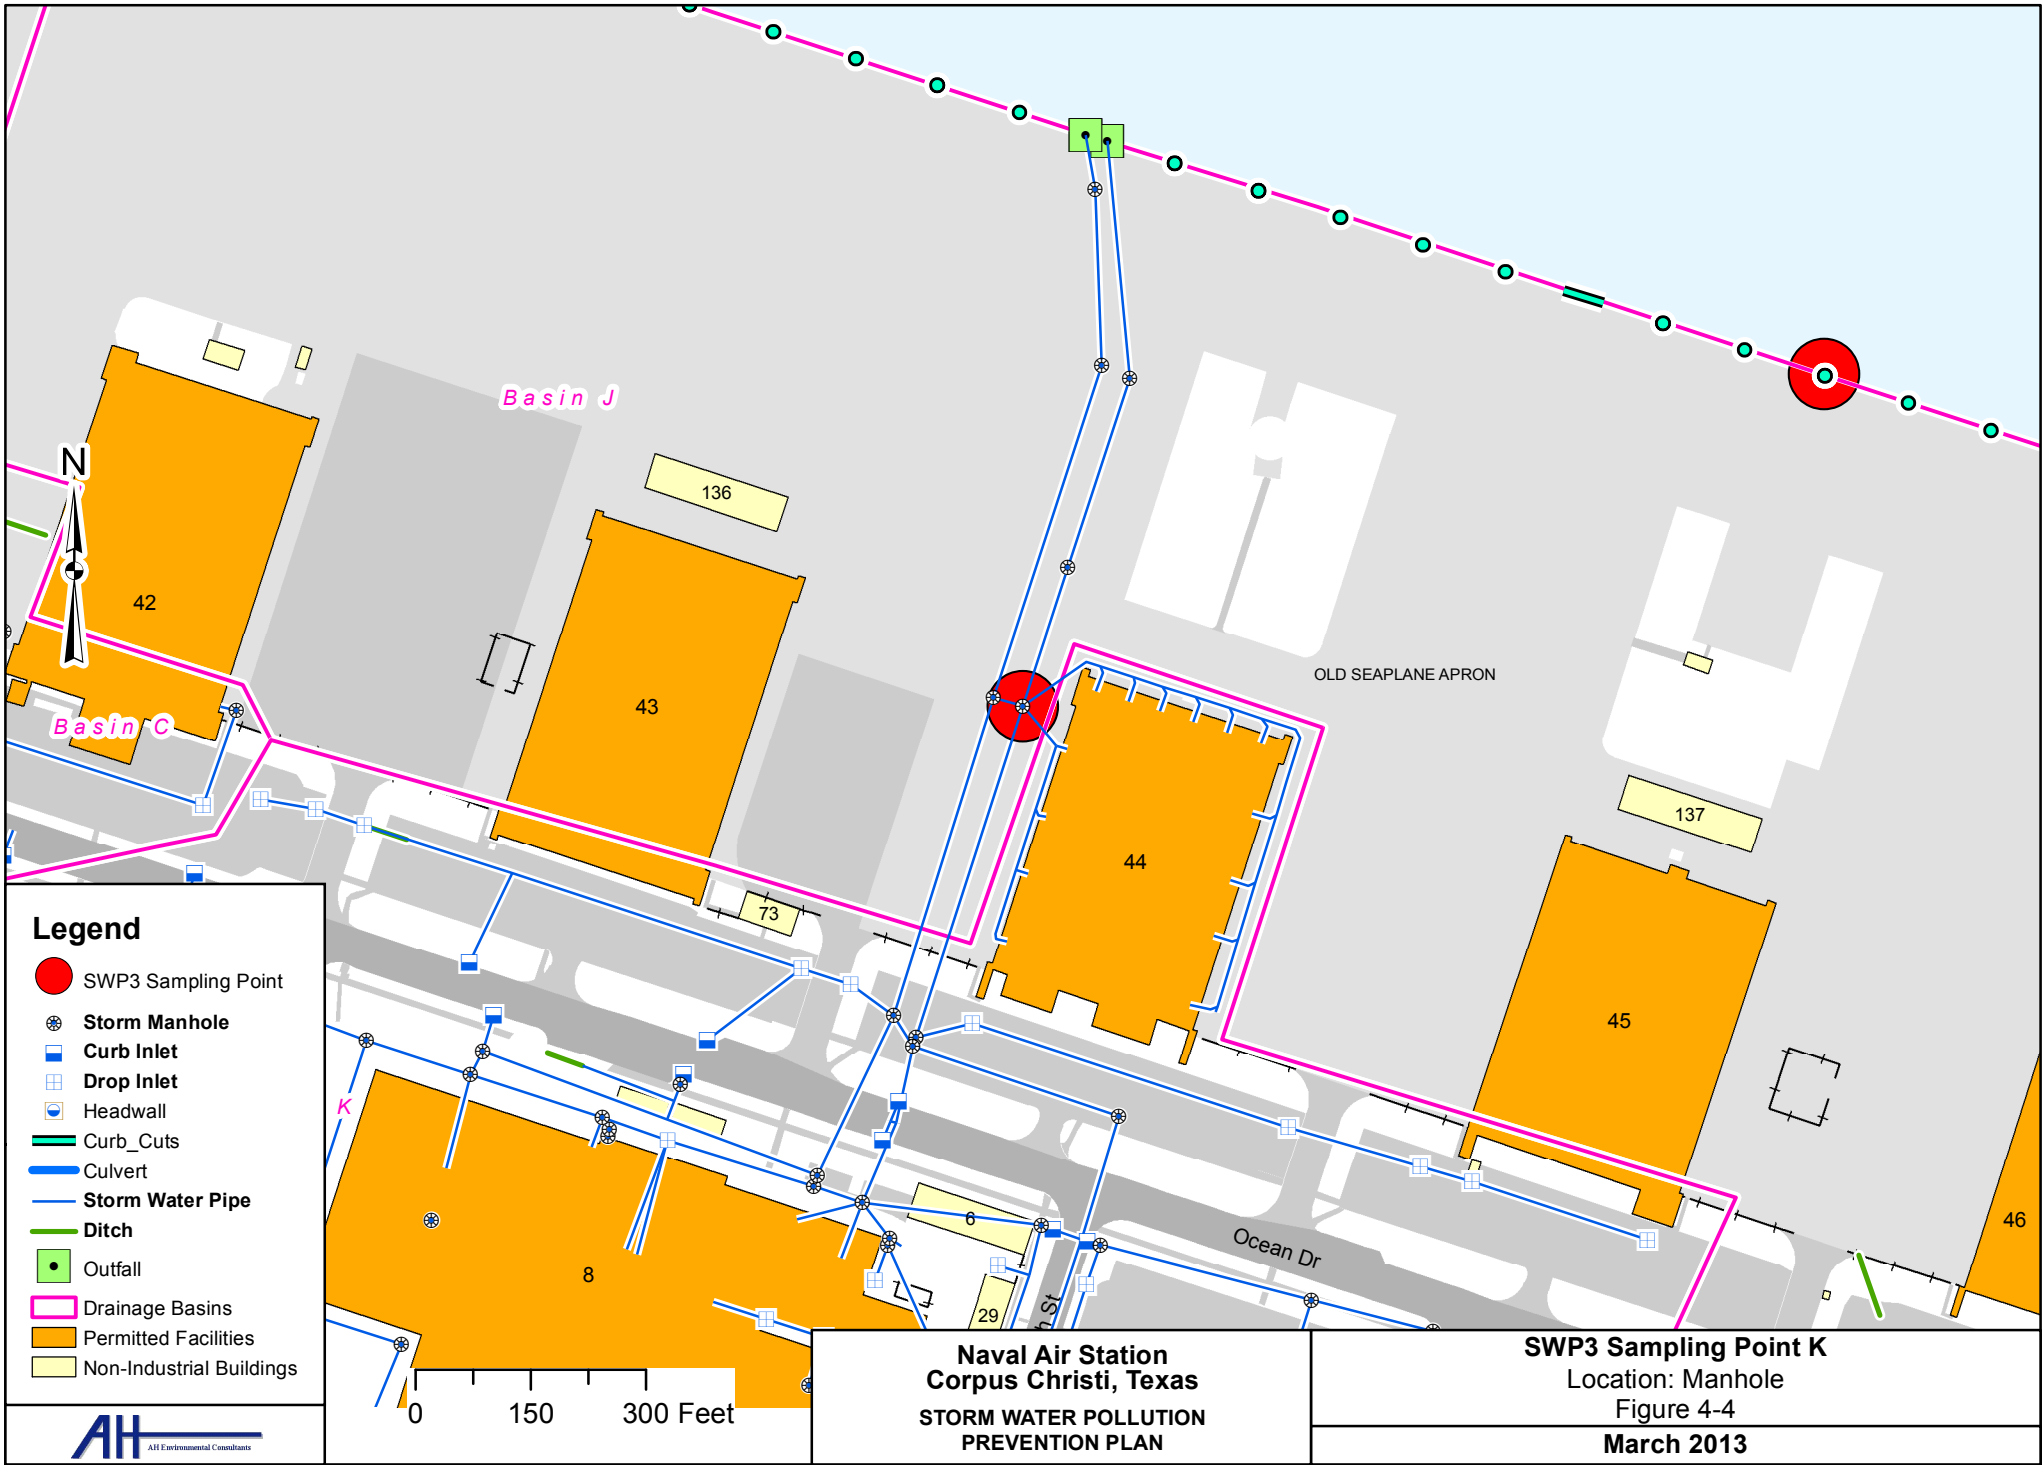 Basin J
136
N
42
43
OLD SEAPLANE APRON
Basin C
137
44
73
45
K
6
Ocean Dr
46
8
29
h St
Legend
SWP3 Sampling Point
Storm Manhole
Curb Inlet
Drop Inlet
Headwall
Curb_Cuts
Culvert
Storm Water Pipe
Ditch
Outfall
Drainage Basins
Permitted Facilities
Non-Industrial Buildings
AH AH Environmental Consultants
0 150 300 Feet
Naval Air Station
Corpus Christi, Texas
STORM WATER POLLUTION
PREVENTION PLAN
SWP3 Sampling Point K
Location: Manhole
Figure 4-4
March 2013